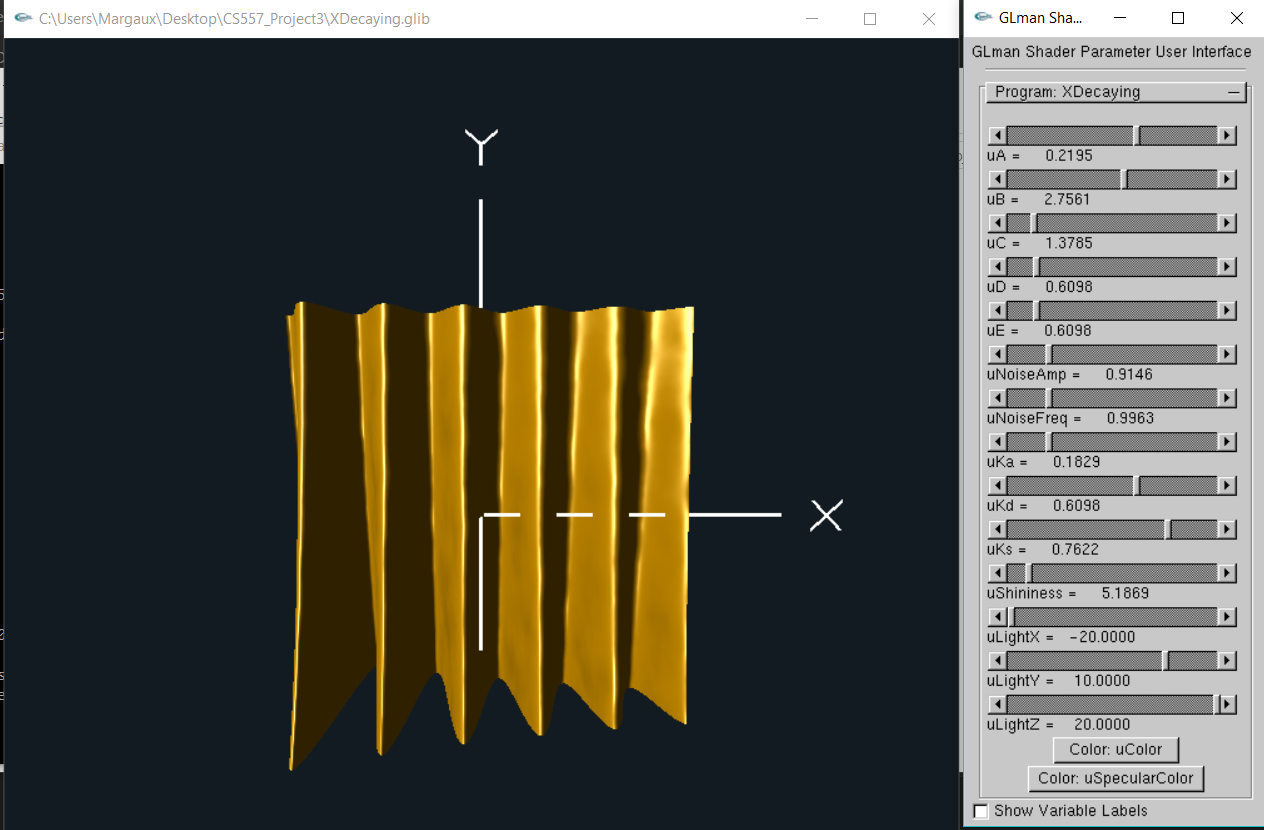 C:\Users\Margaux\Desktop\CS557_Project3\XDecaying.glib
GLman Sha...
GLman Shader Parameter User Interface
Program: XDecaying
uA = 0.2195
uB = 2.7561
uC = 1.3785
uD = 0.6098
uE = 0.6098
uNoiseAmp = 0.9146
uNoiseFreq = 0.9963
uKa = 0.1829
uKd = 0.6098
uKs = 0.7622
uShininess = 5.1869
uLightX = -20.0000
uLightY = 10.0000
uLightZ = 20.0000
Color: uColor
Color: uSpecularColor
Show Variable Labels
Y
X